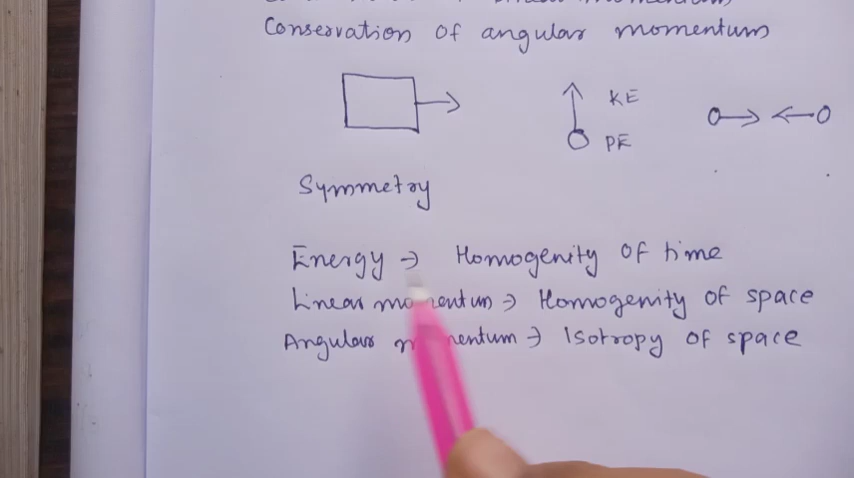 Conservation of angular momentum
KE
PE
Symmetry
Energy → Homogenity of time
Linear momentum → Homogenity of space
Angular momentum → Isotropy of space